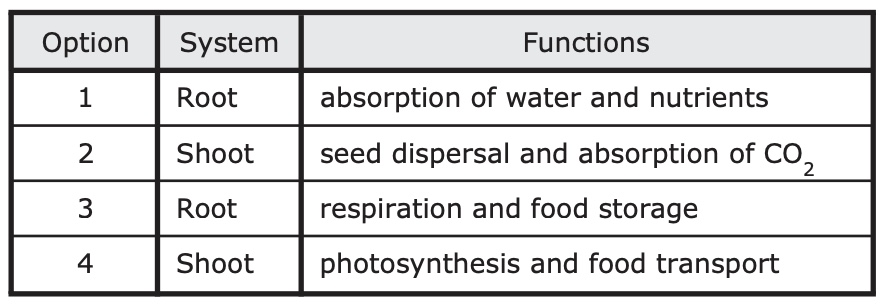 Option System Functions
1 Root absorption of water and nutrients
2 Shoot seed dispersal and absorption of CO₂
3 Root respiration and food storage
4 Shoot photosynthesis and food transport